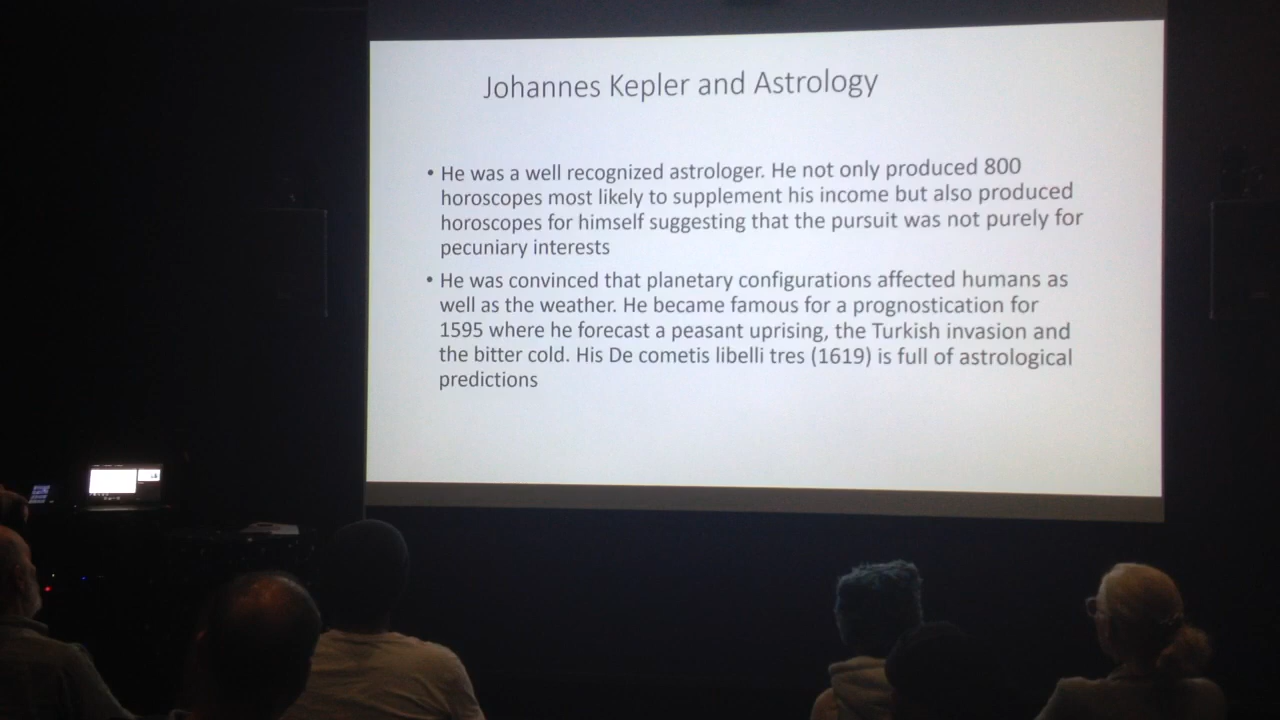 Johannes Kepler and Astrology
• He was a well recognized astrologer. He not only produced 800
horoscopes most likely to supplement his income but also produced
horoscopes for himself suggesting that the pursuit was not purely for
pecuniary interests
• He was convinced that planetary configurations affected humans as
well as the weather. He became famous for a prognostication for
1595 where he forecast a peasant uprising, the Turkish invasion and
the bitter cold. His De cometis libelli tres (1619) is full of astrological
predictions